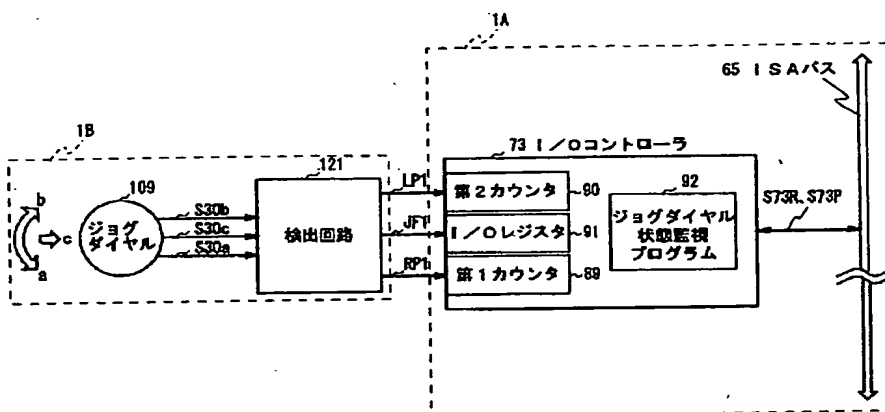 1A
65 ISAバス
1B
73 I/Oコントローラ
121
LP1
92
109
第2カウンタ
90
S73R、S73P
b
S30b
ジョグ
ダイヤル
c
S30c
検出回路
JF1
I/Oレジスタ
91
ジョグダイヤル
状態監視
プログラム
S30a
a
RP1
第1カウンタ
89